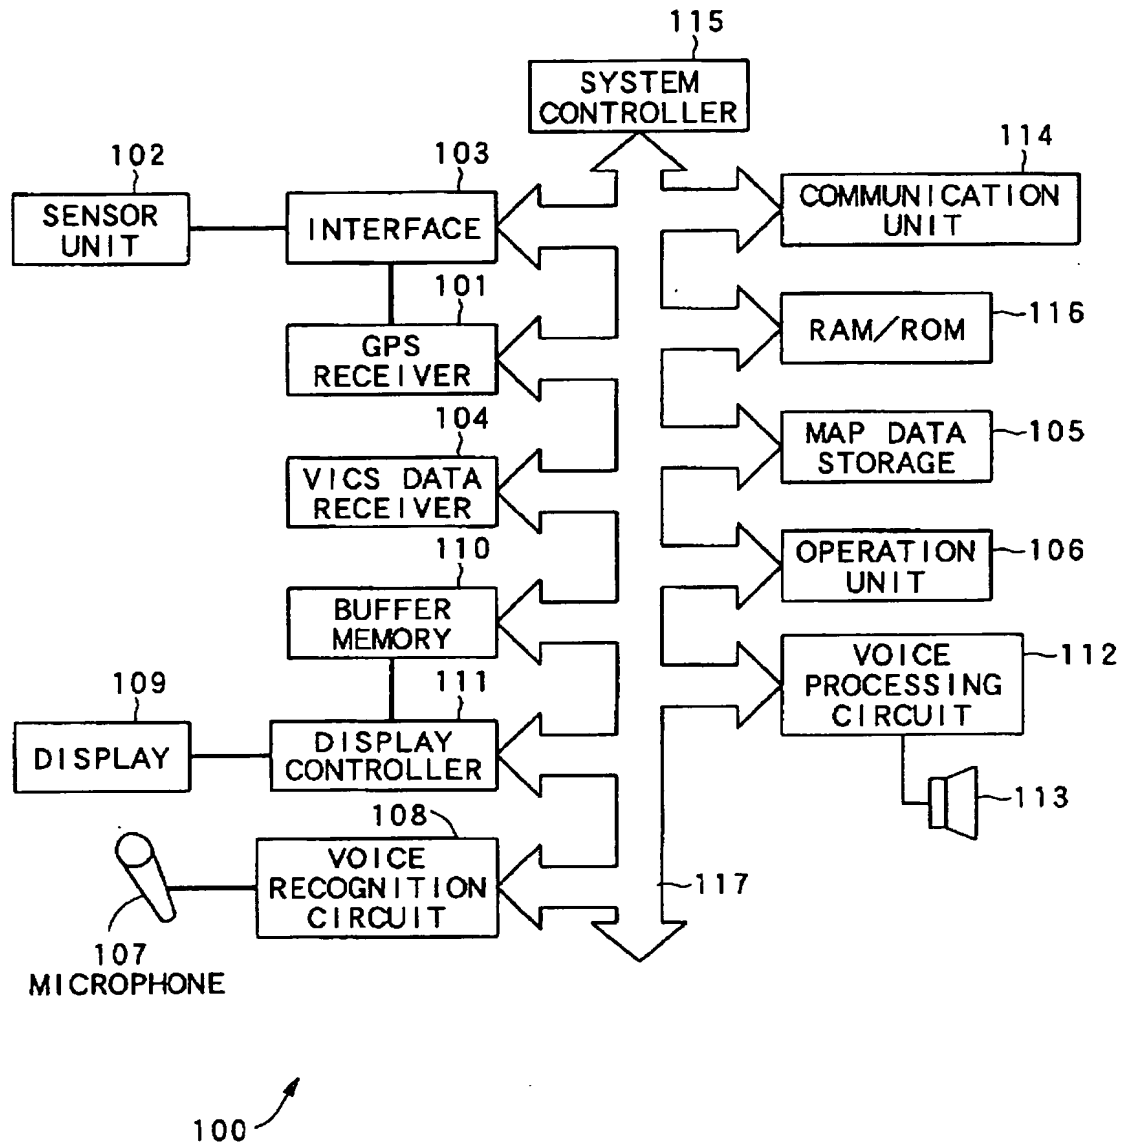 115
SYSTEM
CONTROLLER
102
SENSOR
UNIT
103
INTERFACE
114
COMMUNICATION
UNIT
101
GPS
RECEIVER
RAM/ROM
116
104
VICS DATA
RECEIVER
MAP DATA
STORAGE
105
110
BUFFER
MEMORY
OPERATION
UNIT
106
109
DISPLAY
111
DISPLAY
CONTROLLER
VOICE
PROCESSING
CIRCUIT
112
113
108
VOICE
RECOGNITION
CIRCUIT
117
107
MICROPHONE
100